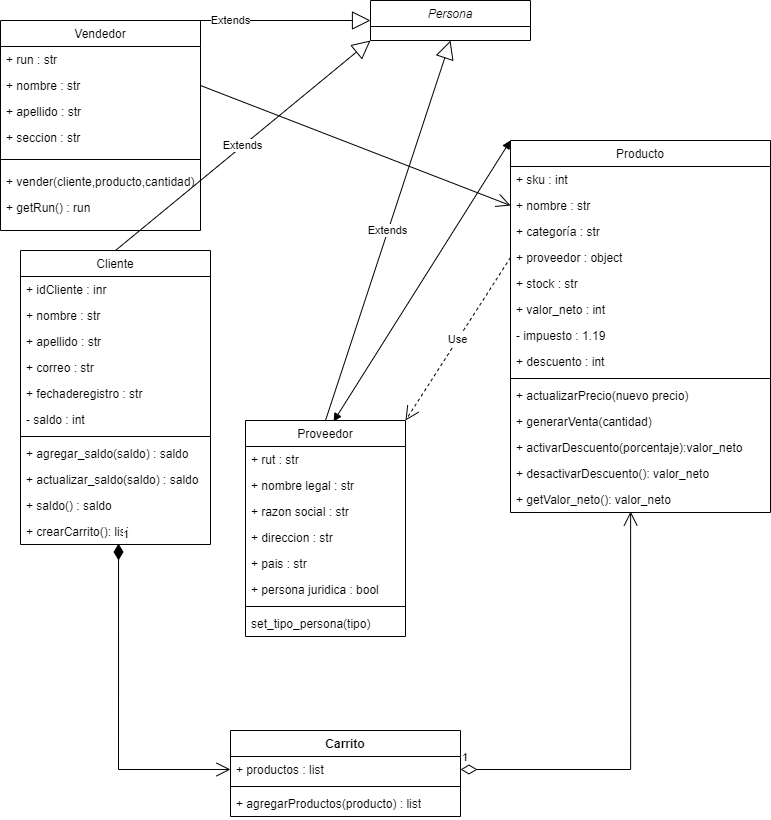 Persona
Extends
Vendedor
+ run : str
+ nombre : str
+ apellido : str
+ seccion : str
+ vender(cliente,producto,cantidad)
+ getRun() : run
Extends
Extends
Use
Producto
+ sku : int
+ nombre : str
+ categoría : str
+ proveedor : object
+ stock : str
+ valor_neto : int
- impuesto : 1.19
+ descuento : int
+ actualizarPrecio(nuevo precio)
+ generarVenta(cantidad)
+ activarDescuento(porcentaje):valor_neto
+ desactivarDescuento(): valor_neto
+ getValor_neto(): valor_neto
Cliente
+ idCliente : inr
+ nombre : str
+ apellido : str
+ correo : str
+ fechaderegistro : str
- saldo : int
+ agregar_saldo(saldo) : saldo
+ actualizar_saldo(saldo) : saldo
+ saldo() : saldo
+ crearCarrito():
1
Proveedor
+ rut : str
+ nombre legal : str
+ razon social : str
+ direccion : str
+ pais : str
+ persona juridica : bool
set_tipo_persona(tipo)
Carrito
+ productos : list
+ agregarProductos(producto) : list
1